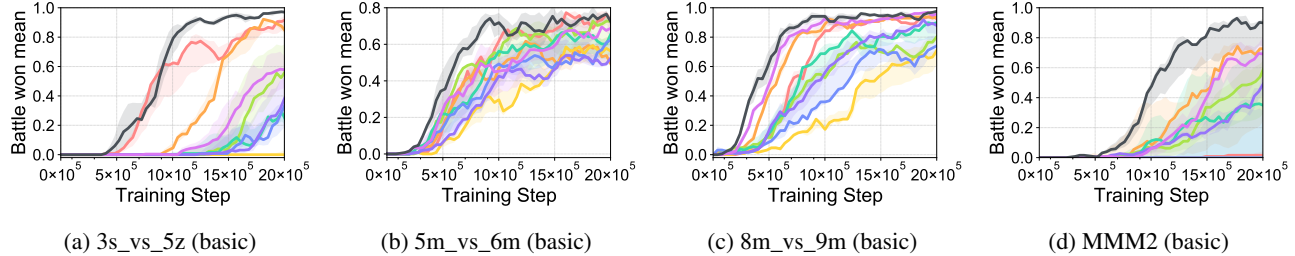 Battle won mean
1.0
0.8
0.6
0.4
0.2
0.0
0×10⁵ 5×10⁵ 10×10⁵ 15×10⁵ 20×10⁵
Training Step
(a) 3s_vs_5z (basic)
Battle won mean
0.8
0.6
0.4
0.2
0.0
0×10⁵ 5×10⁵ 10×10⁵ 15×10⁵ 20×10⁵
Training Step
(b) 5m_vs_6m (basic)
Battle won mean
1.0
0.8
0.6
0.4
0.2
0.0
0×10⁵ 5×10⁵ 10×10⁵ 15×10⁵ 20×10⁵
Training Step
(c) 8m_vs_9m (basic)
Battle won mean
1.0
0.8
0.6
0.4
0.2
0.0
0×10⁵ 5×10⁵ 10×10⁵ 15×10⁵ 20×10⁵
Training Step
(d) MMM2 (basic)